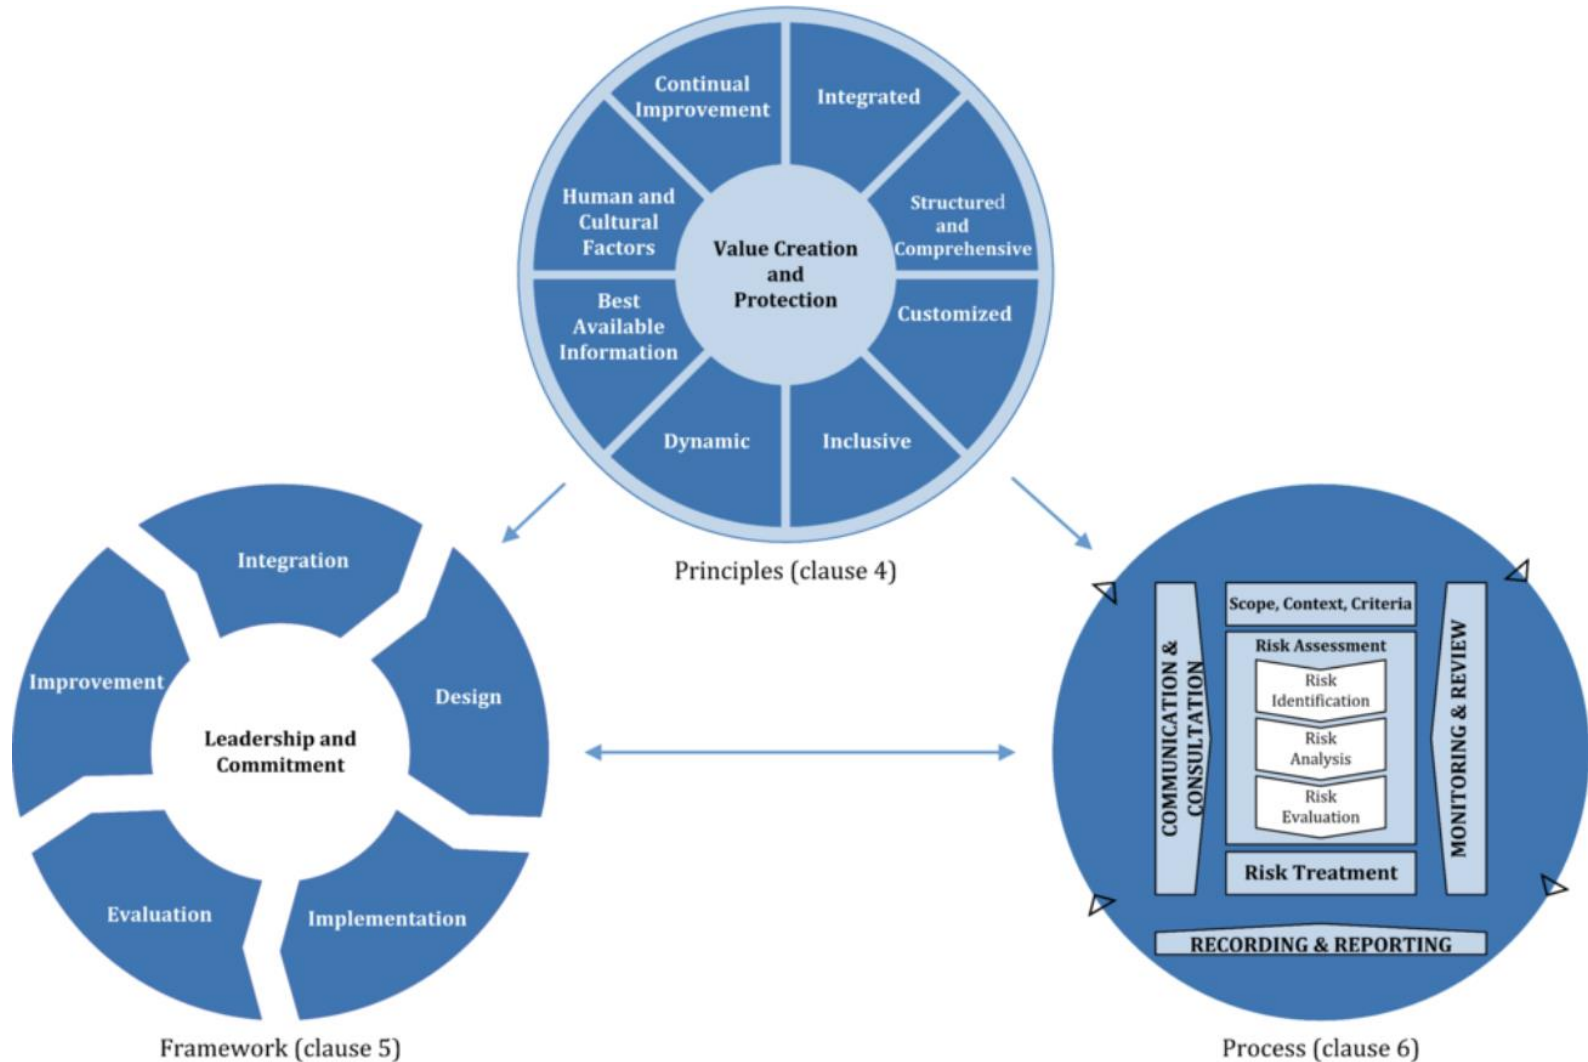 Continual
Improvement
Integrated
Human and
Cultural
Factors
Structured
and
Comprehensive
Value Creation
and
Protection
Best
Available
Information
Customized
Dynamic
Inclusive
Principles (clause 4)
Integration
Improvement
Design
Leadership and
Commitment
Evaluation
Implementation
Framework (clause 5)
Scope, Context, Criteria
Risk Assessment
Risk
Identification
Risk
Analysis
Risk
Evaluation
Risk Treatment
COMMUNICATION &
CONSULTATION
MONITORING & REVIEW
RECORDING & REPORTING
Process (clause 6)